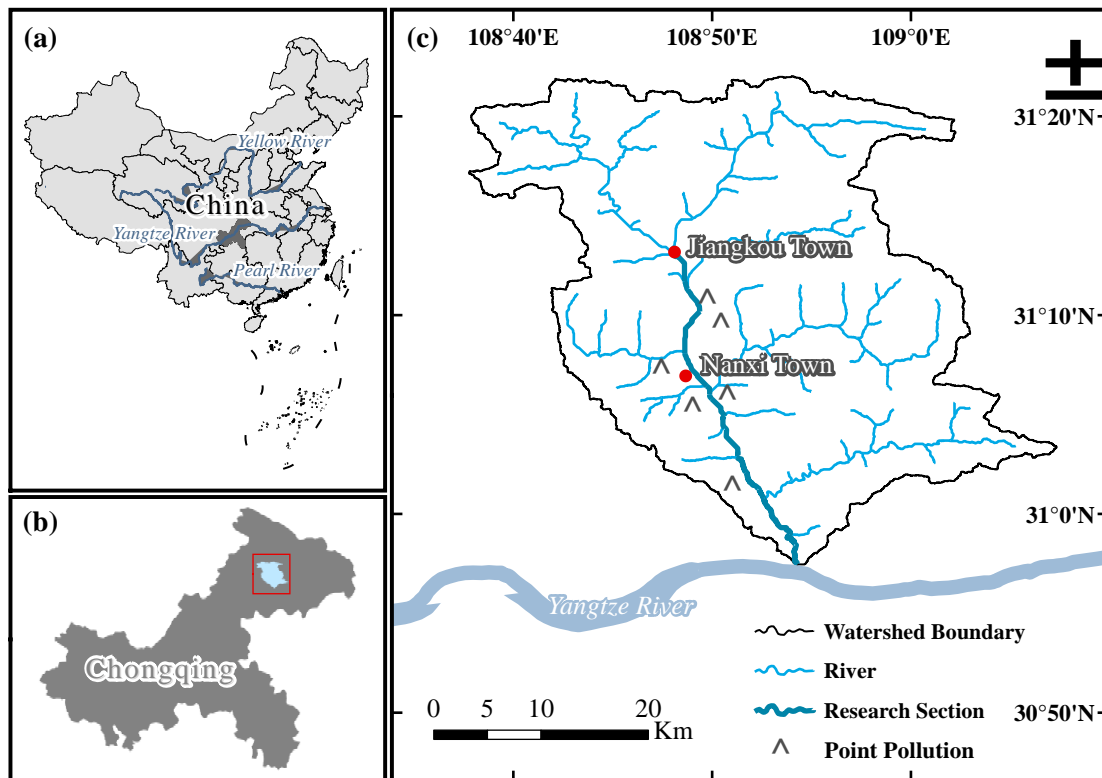 (a)
Yellow River
China
Yangtze River
Pearl River
(b)
Chongqing
(c)
108°40'E
108°50'E
109°0'E
31°20'N
31°10'N
31°0'N
30°50'N
Jiangkou Town
Nanxi Town
Yangtze River
Watershed Boundary
River
Research Section
Point Pollution
0 5 10 20
Km